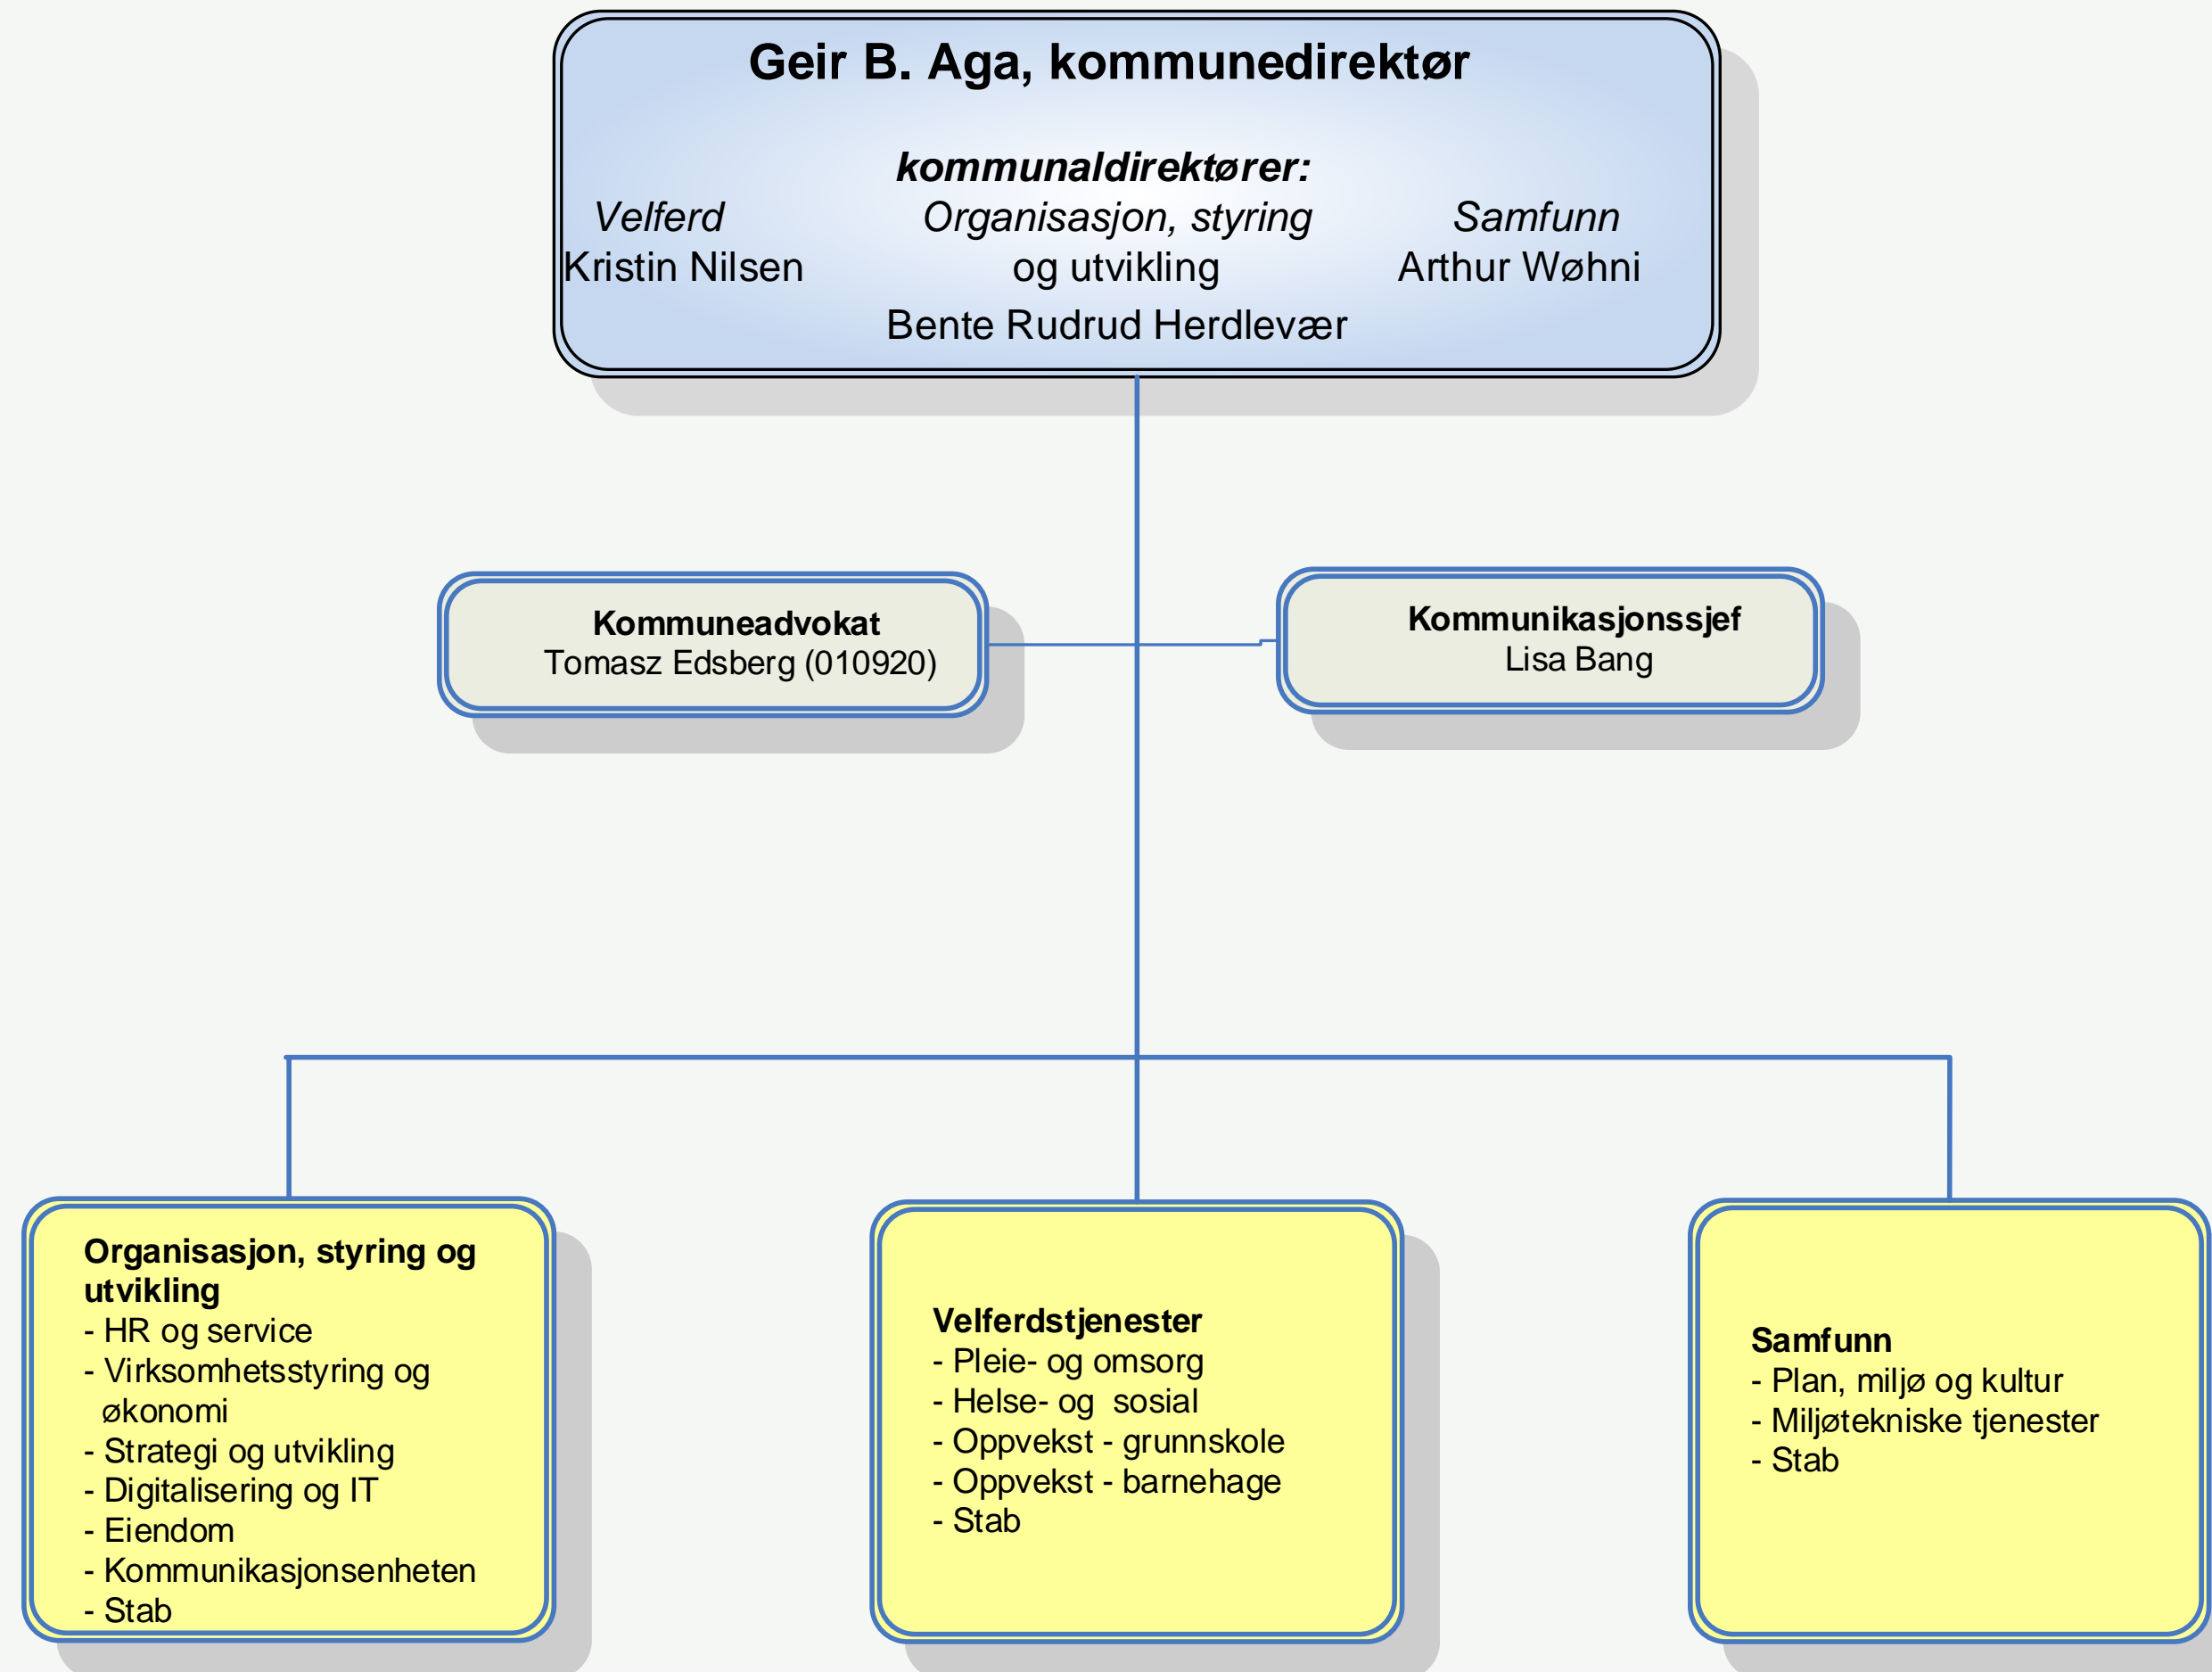 Geir B. Aga, kommunedirektør
kommunaldirektører:
Velferd Organisasjon, styring Samfunn
Kristin Nilsen og utvikling Arthur Wøhni
Bente Rudrud Herdlevær
Kommuneadvokat
Tomasz Edsberg (010920)
Kommunikasjonssjef
Lisa Bang
Organisasjon, styring og
utvikling
- HR og service
- Virksomhetsstyring og
økonomi
- Strategi og utvikling
- Digitalisering og IT
- Eiendom
- Kommunikasjonsenheten
- Stab
Velferdstjenester
- Pleie- og omsorg
- Helse- og  sosial
- Oppvekst - grunnskole
- Oppvekst - barnehage
- Stab
Samfunn
- Plan, miljø og kultur
- Miljøtekniske tjenester
- Stab